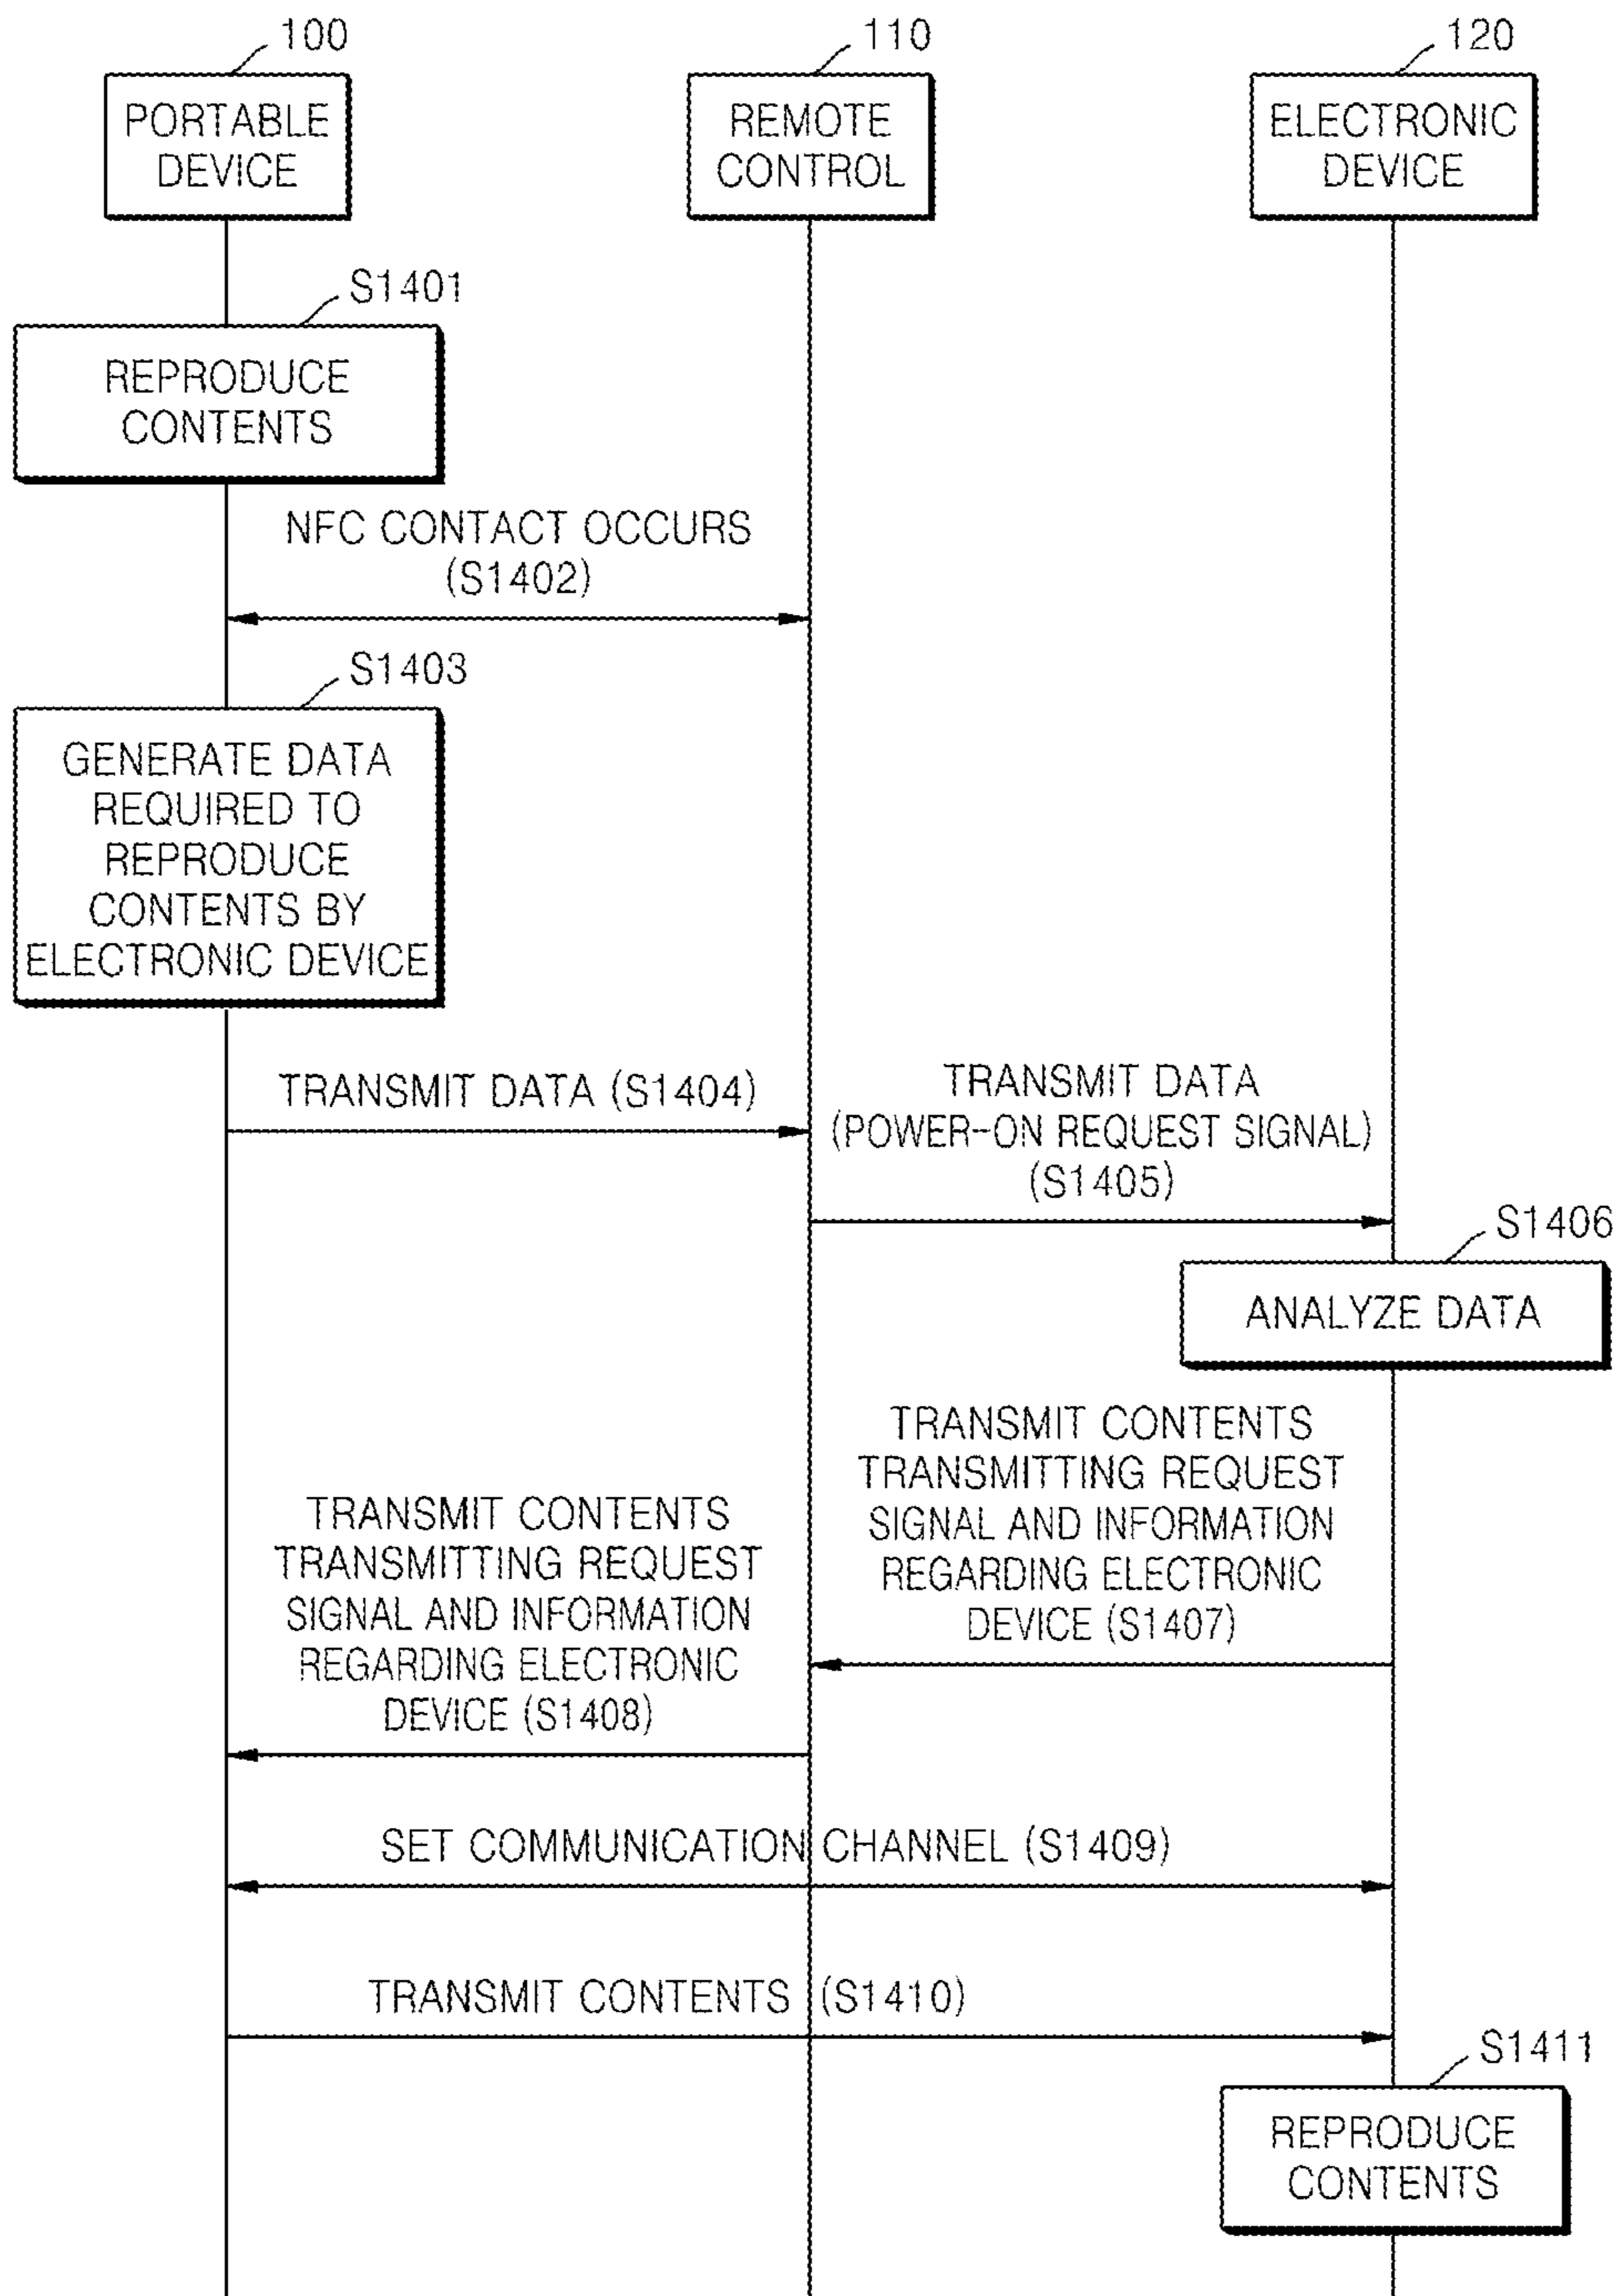 100
110
120
PORTABLE
DEVICE
REMOTE
CONTROL
ELECTRONIC
DEVICE
S1401
REPRODUCE
CONTENTS
NFC CONTACT OCCURS
(S1402)
S1403
GENERATE DATA
REQUIRED TO
REPRODUCE
CONTENTS BY
ELECTRONIC DEVICE
TRANSMIT DATA (S1404)
TRANSMIT DATA
(POWER-ON REQUEST SIGNAL)
(S1405)
S1406
ANALYZE DATA
TRANSMIT CONTENTS
TRANSMITTING REQUEST
SIGNAL AND INFORMATION
REGARDING ELECTRONIC
DEVICE (S1407)
TRANSMIT CONTENTS
TRANSMITTING REQUEST
SIGNAL AND INFORMATION
REGARDING ELECTRONIC
DEVICE (S1408)
SET COMMUNICATION CHANNEL (S1409)
TRANSMIT CONTENTS (S1410)
S1411
REPRODUCE
CONTENTS